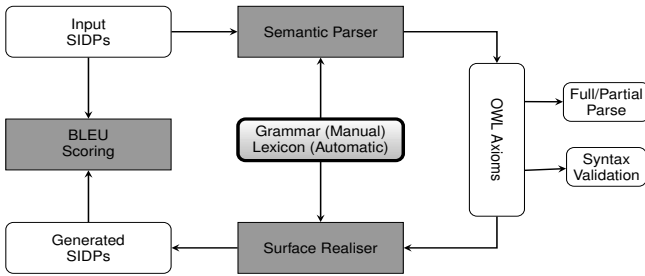 Input
SIDPs
Semantic Parser
OWL Axioms
Full/Partial
Parse
BLEU
Scoring
Grammar (Manual)
Lexicon (Automatic)
Syntax
Validation
Generated
SIDPs
Surface Realiser